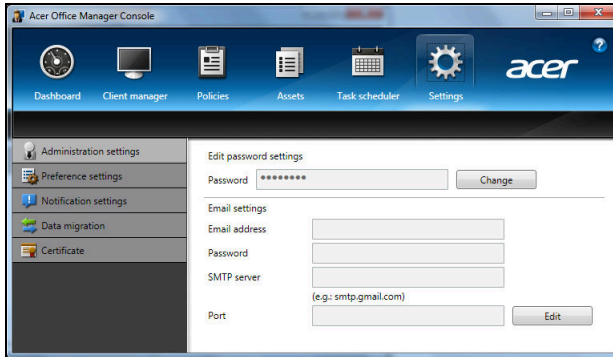 Acer Office Manager Console
Dashboard Client manager Policies Assets Task scheduler Settings
acer
?
Administration settings
Preference settings
Notification settings
Data migration
Certificate
Edit password settings
Password ******** Change
Email settings
Email address
Password
SMTP server
(e.g.: smtp.gmail.com)
Port Edit